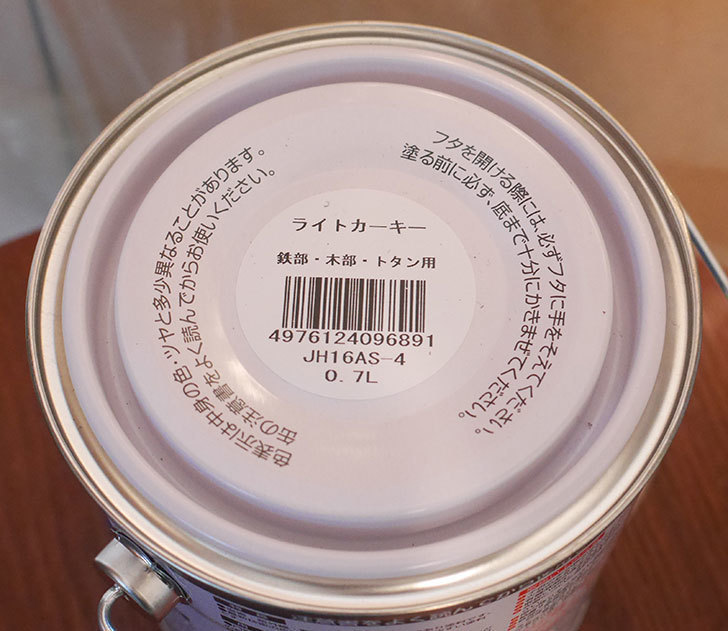 フタを開ける際には、必ずフタに手をそえてください。
塗る前に必ず、底まで十分にかきまぜてください。
ライトカーキー
鉄部・木部・トタン用
4976124096891
JH16AS-4
0.7L
色表示は中身の色・ツヤと多少異なることがあります。
缶の注意書をよく読んでからお使いください。